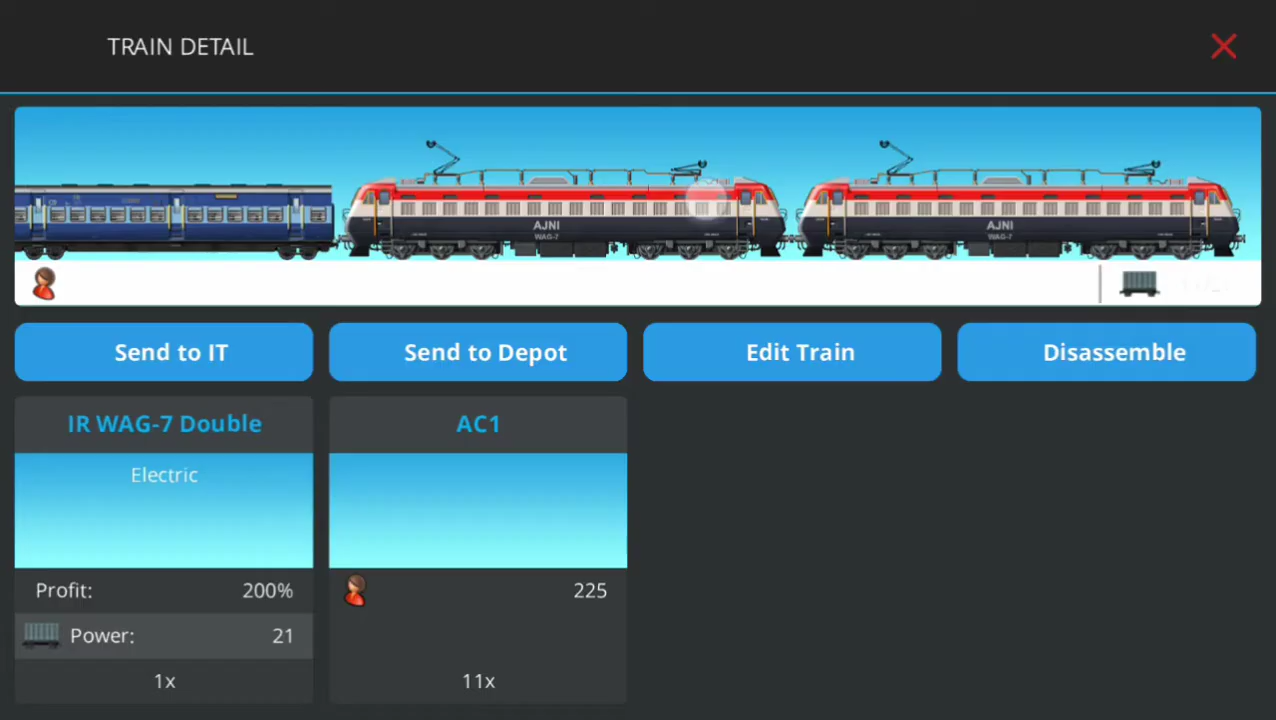 TRAIN DETAIL
AJNI
WAG-7
AJNI
WAG-7
Send to IT
Send to Depot
Edit Train
Disassemble
IR WAG-7 Double
AC1
Electric
Profit: 200%
225
Power: 21
1x
11x